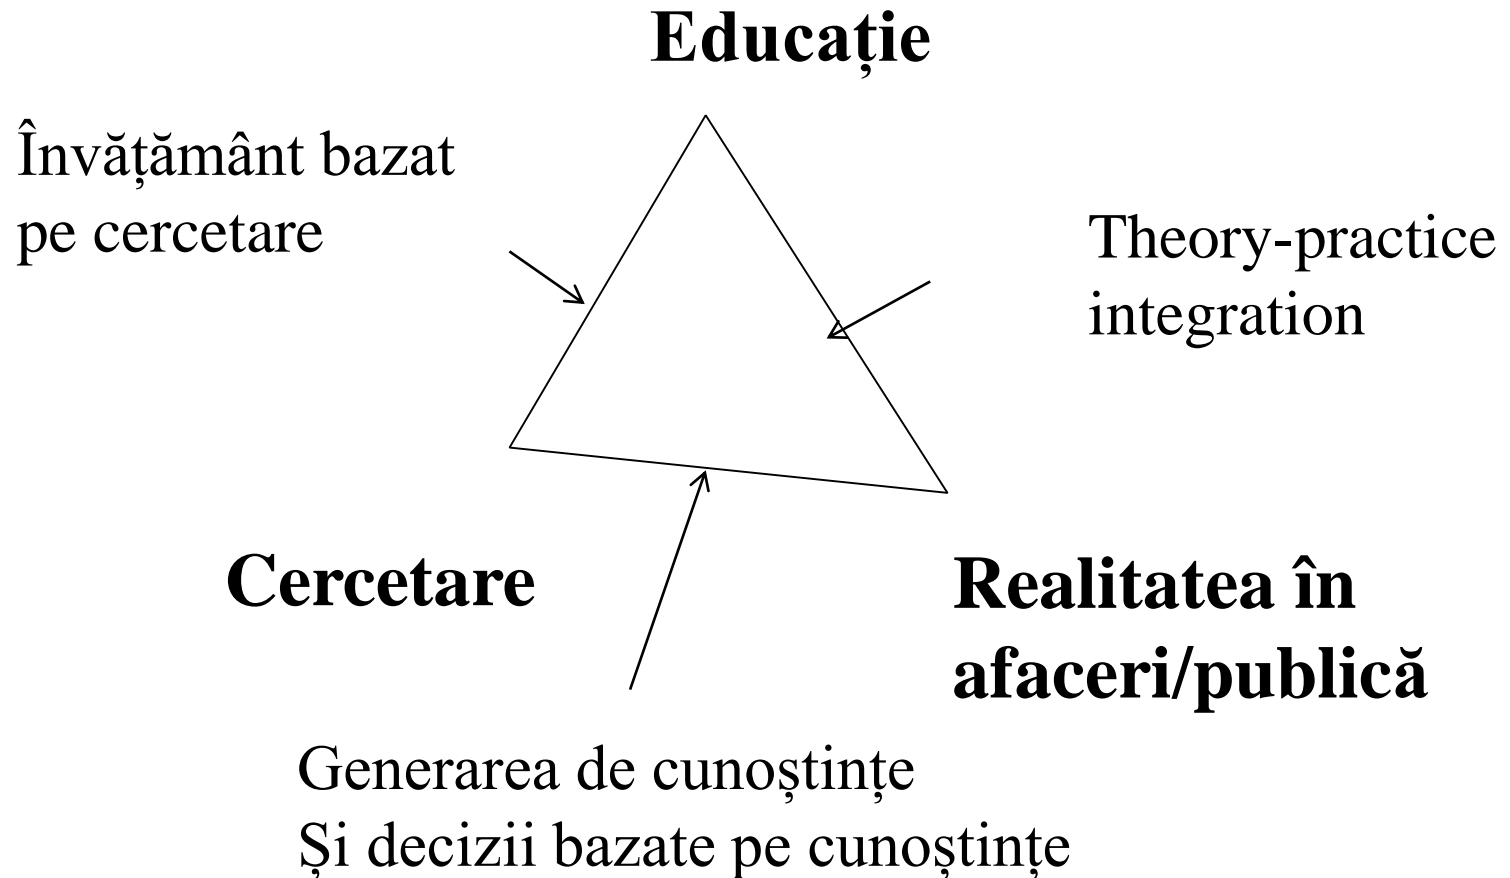 Educație
Învățământ bazat
pe cercetare
Theory-practice
integration
Cercetare
Realitatea în
afaceri/publică
Generarea de cunoștințe
Și decizii bazate pe cunoștințe